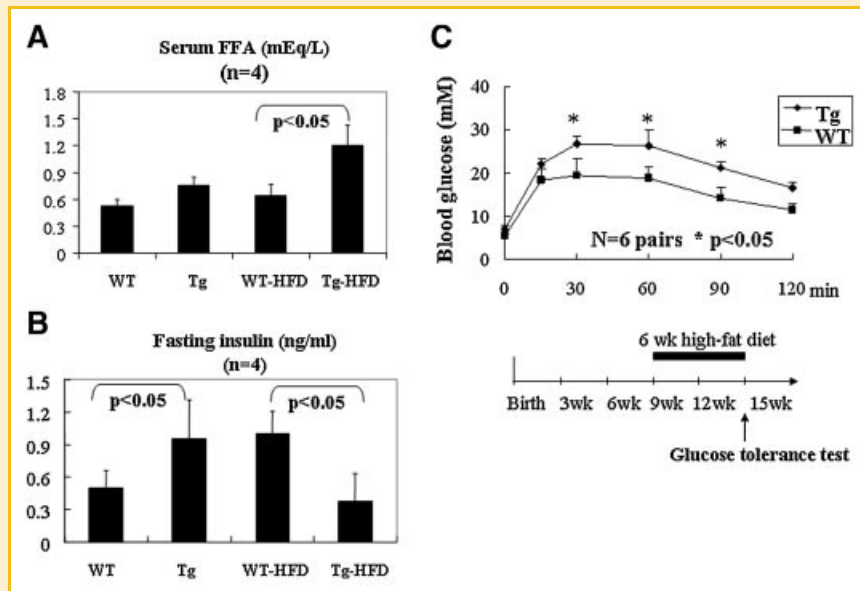 A
Serum FFA (mEq/L)
(n=4)
1.8
1.5
1.2
0.9
0.6
0.3
0
p<0.05
WT Tg WT-HFD Tg-HFD
B
Fasting insulin (ng/ml)
(n=4)
1.5
1.2
0.9
0.6
0.3
0
p<0.05 p<0.05
WT Tg WT-HFD Tg-HFD
C
Blood glucose (mM)
40
30
20
10
0
* * *
Tg
WT
N=6 pairs * p<0.05
0 30 60 90 120 min
6 wk high-fat diet
Birth 3wk 6wk 9wk 12wk 15wk
Glucose tolerance test